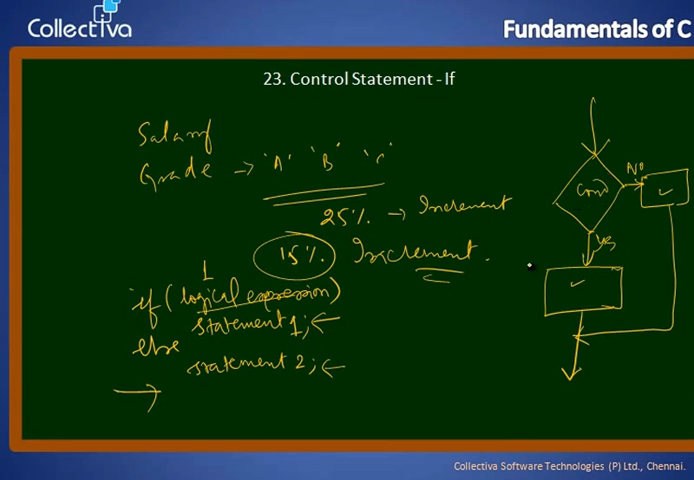 Collectiva
Fundamentals of C
23. Control Statement - If
Salary
Grade → 'A' 'B' 'C'
25% → Increment
15% Increment.
1
if (logical expression)
statement 1; ←
else
statement 2; ←
→
Cond
No
Yes
✓
✓
Collectiva Software Technologies (P) Ltd., Chennai.